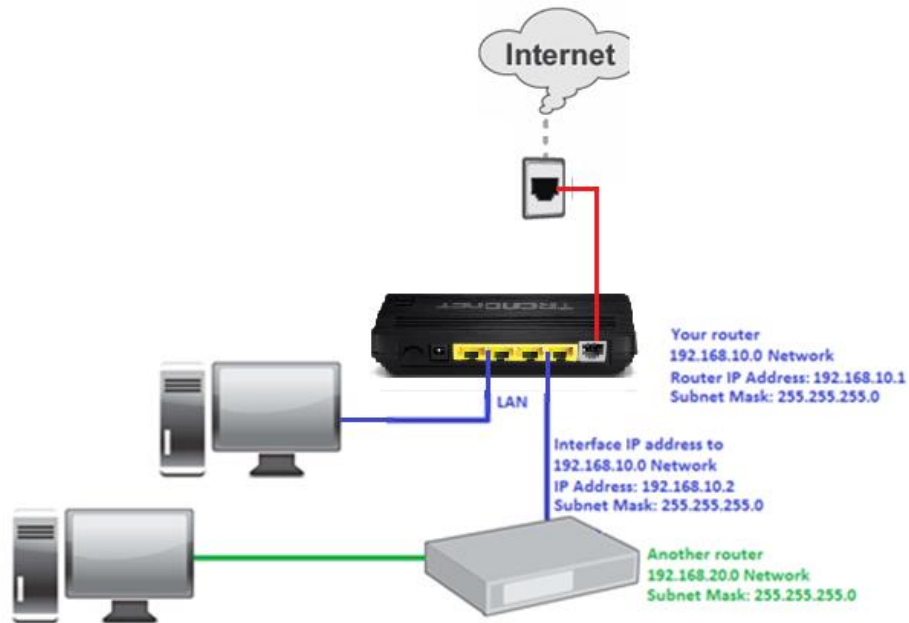 Internet
TRENDnet
Your router
192.168.10.0 Network
Router IP Address: 192.168.10.1
Subnet Mask: 255.255.255.0
LAN
Interface IP address to
192.168.10.0 Network
IP Address: 192.168.10.2
Subnet Mask: 255.255.255.0
Another router
192.168.20.0 Network
Subnet Mask: 255.255.255.0